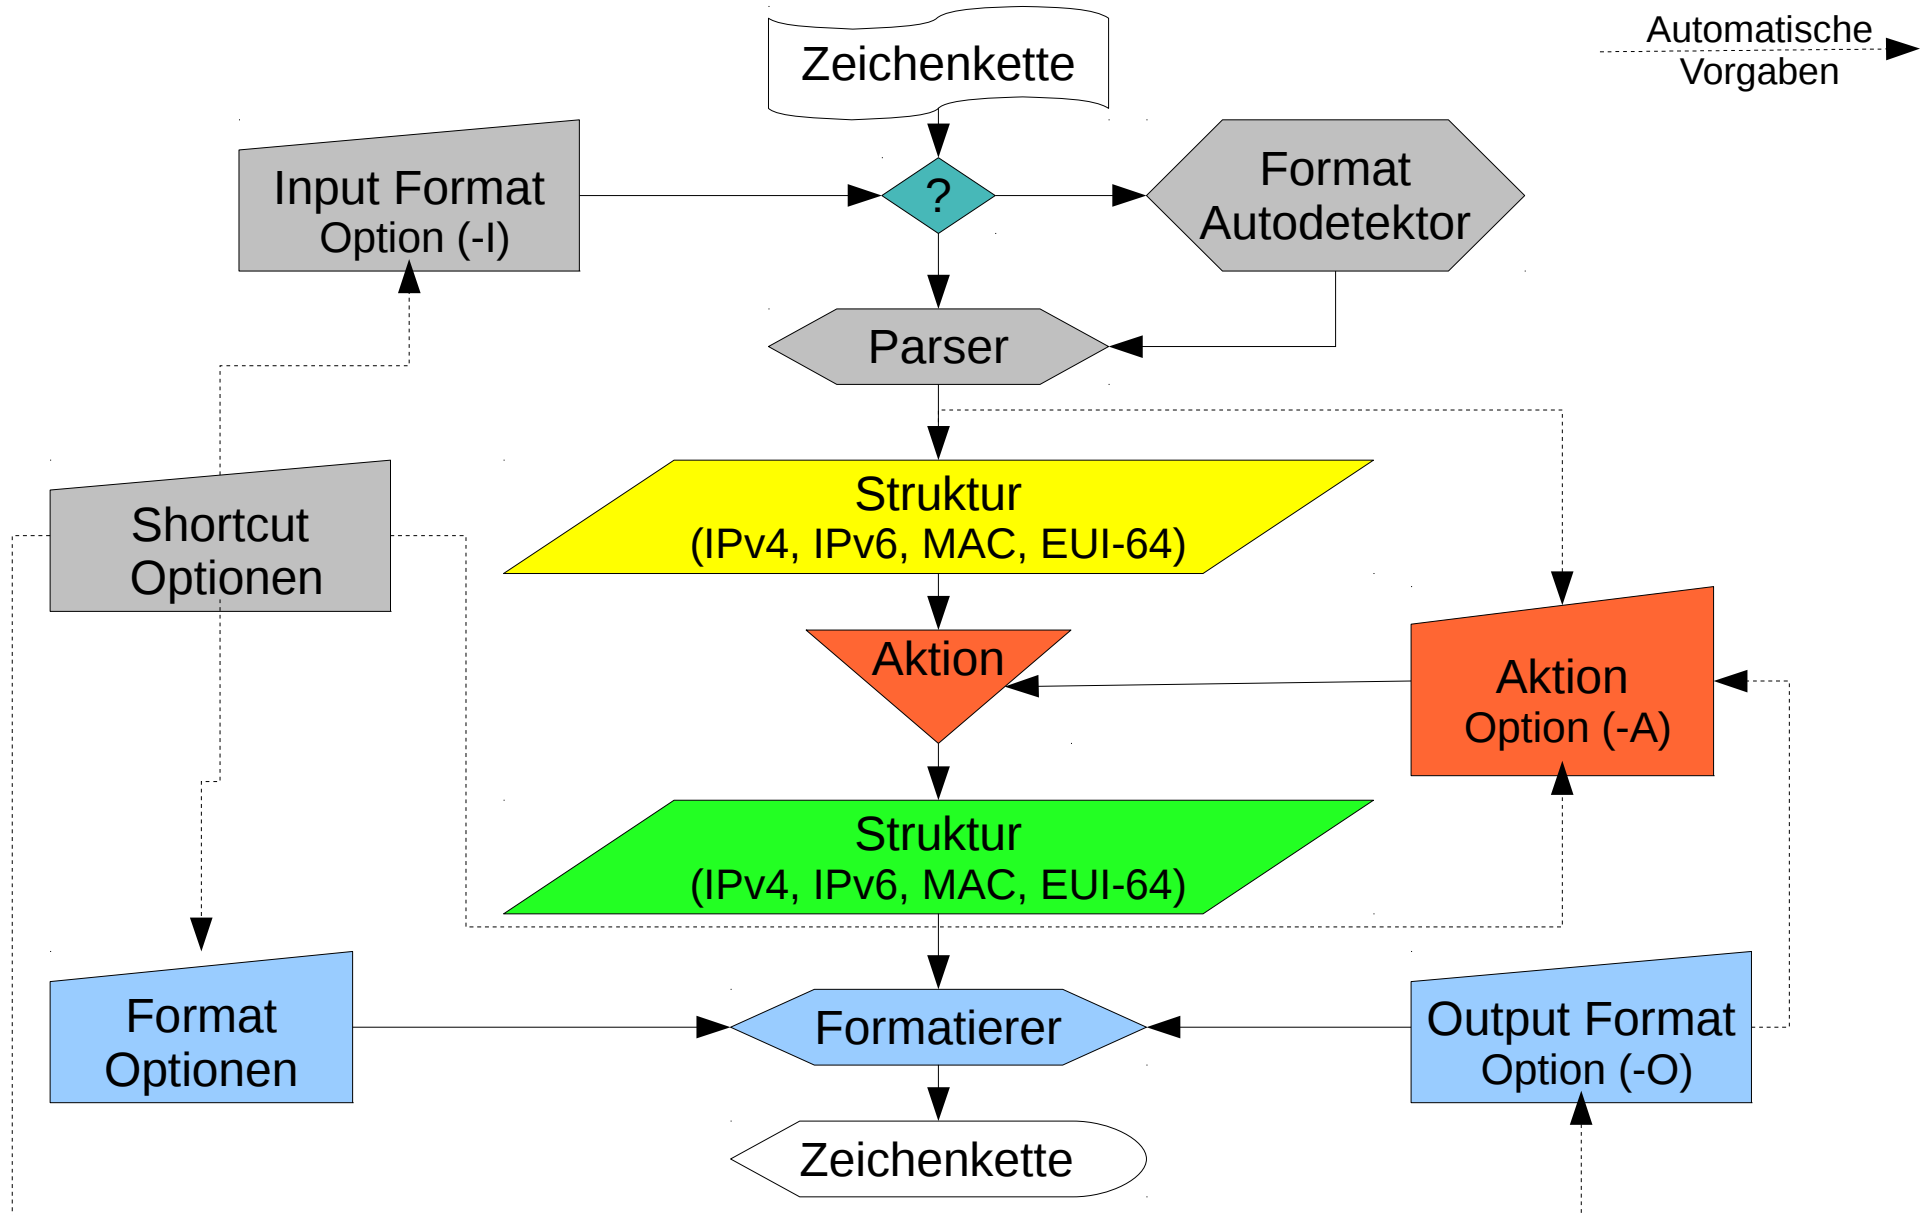 Zeichenkette
Automatische
Vorgaben
Input Format
Option (-I)
?
Format
Autodetektor
Parser
Shortcut
Optionen
Struktur
(IPv4, IPv6, MAC, EUI-64)
Aktion
Aktion
Option (-A)
Struktur
(IPv4, IPv6, MAC, EUI-64)
Format
Optionen
Formatierer
Output Format
Option (-O)
Zeichenkette